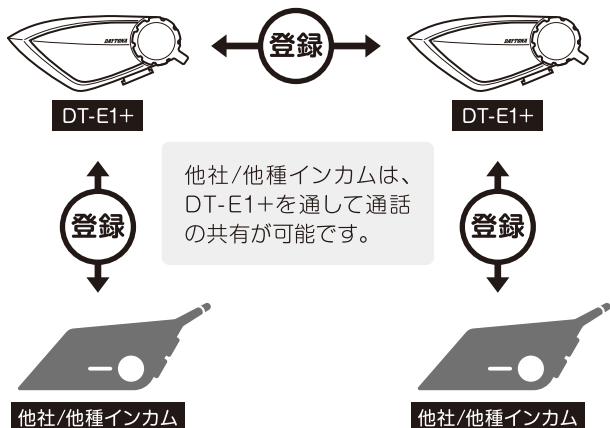 DAYTONA
登録
DAYTONA
DT-E1+
DT-E1+
登録
他社/他種インカムは、
DT-E1+を通して通話
の共有が可能です。
登録
他社/他種インカム
他社/他種インカム